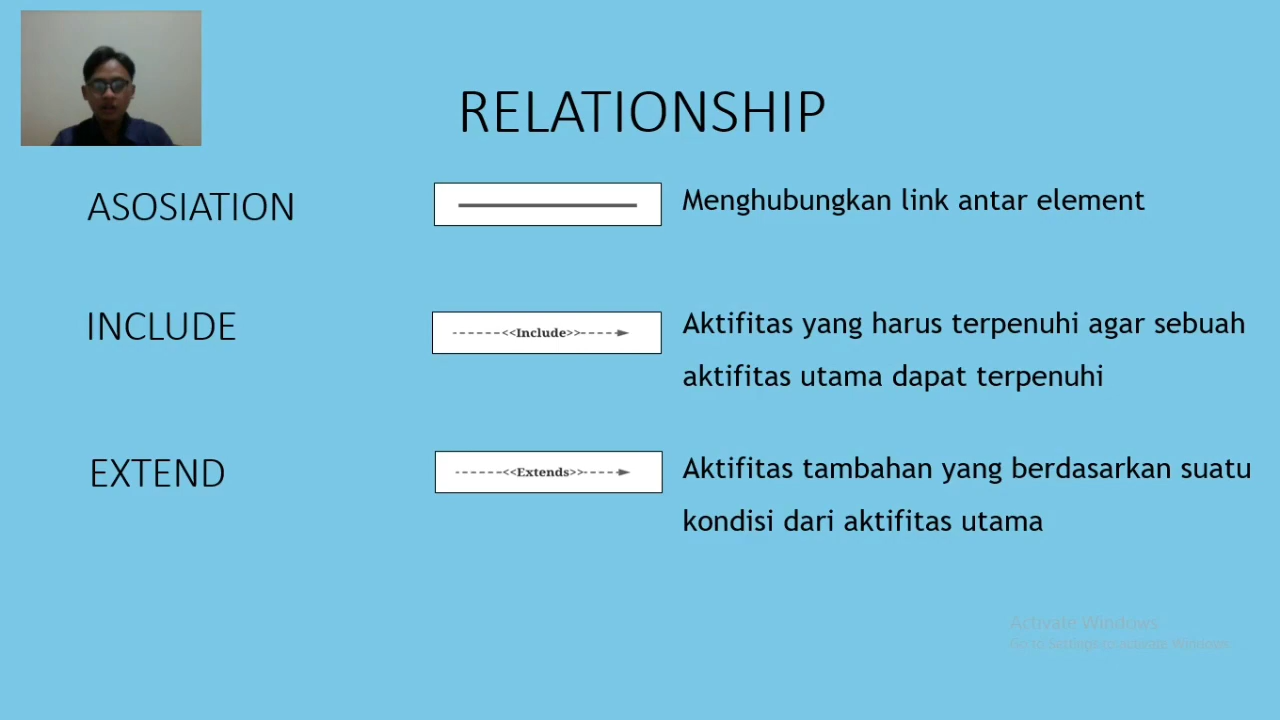 RELATIONSHIP
ASOSIATION
Menghubungkan link antar element
INCLUDE
<<Include>>
Aktifitas yang harus terpenuhi agar sebuah
aktifitas utama dapat terpenuhi
EXTEND
<<Extends>>
Aktifitas tambahan yang berdasarkan suatu
kondisi dari aktifitas utama
Activate Windows
Go to Settings to activate Windows.